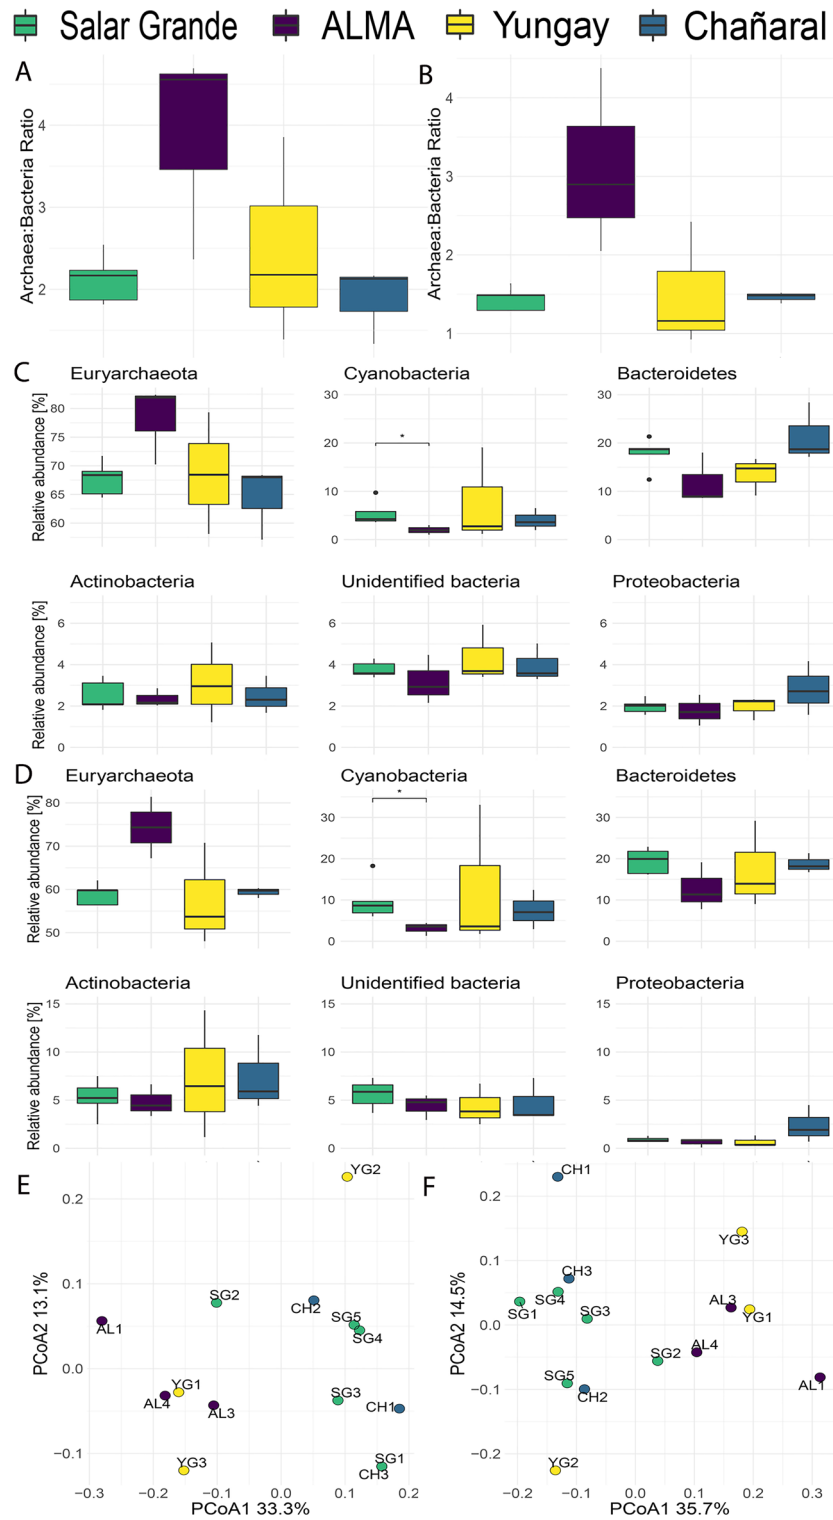 Salar Grande ALMA Yungay Chañaral
A
Archaea:Bacteria Ratio
4
3
2
B
Archaea:Bacteria Ratio
4
3
2
1
C
Euryarchaeota
Relative abundance [%]
80
75
70
65
60
Cyanobacteria
30
20
10
0
*
Bacteroidetes
30
20
10
0
Actinobacteria
Relative abundance [%]
6
4
2
0
Unidentified bacteria
6
4
2
0
Proteobacteria
6
4
2
0
D
Euryarchaeota
Relative abundance [%]
80
70
60
50
Cyanobacteria
30
20
10
0
*
Bacteroidetes
30
20
10
0
Actinobacteria
Relative abundance [%]
15
10
5
0
Unidentified bacteria
15
10
5
0
Proteobacteria
15
10
5
0
E
PCoA2 13.1%
0.2
0.1
0.0
−0.1
YG2
SG2
CH2
SG5
SG4
AL1
YG1
AL4
AL3
SG3
CH1
YG3
SG1
CH3
−0.3 −0.2 −0.1 0.0 0.1 0.2
PCoA1 33.3%
F
PCoA2 14.5%
0.2
0.1
0.0
−0.1
−0.2
CH1
YG3
CH3
SG4
SG1
SG3
AL3
YG1
SG2
AL4
SG5
CH2
AL1
YG2
−0.2 −0.1 0.0 0.1 0.2 0.3
PCoA1 35.7%